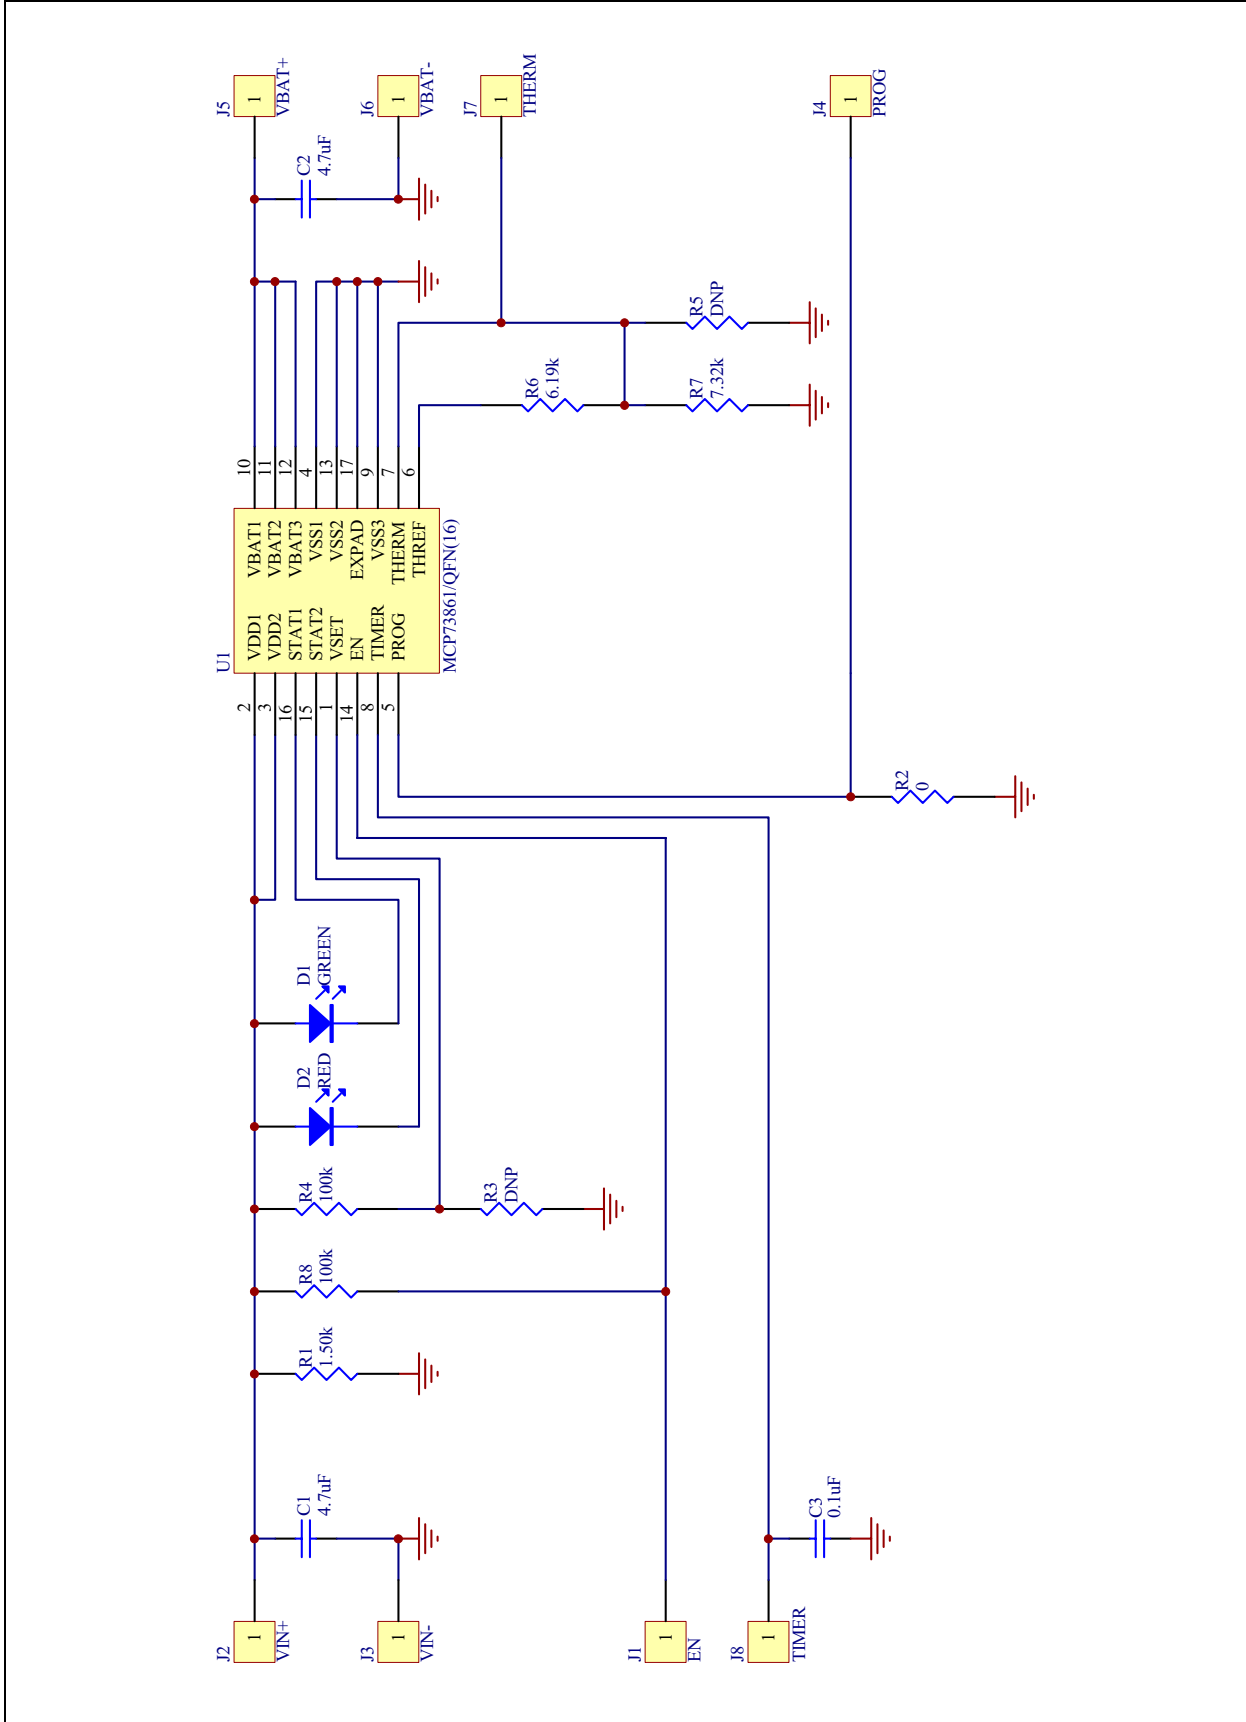 J2
1
VIN+
J3
1
VIN-
J1
1
EN
J8
1
TIMER
C1
4.7uF
C3
0.1uF
R1
1.50k
R8
100k
R4
100k
R3
DNP
D2
RED
D1
GREEN
R2
0
U1
2
3
16
15
1
14
8
5
VDD1
VDD2
STAT1
STAT2
VSET
EN
TIMER
PROG
VBAT1
VBAT2
VBAT3
VSS1
VSS2
EXPAD
VSS3
THERM
THREF
MCP73861/QFN(16)
10
11
12
4
13
17
9
7
6
R6
6.19k
R7
7.32k
R5
DNP
C2
4.7uF
J5
1
VBAT+
J6
1
VBAT-
J7
1
THERM
J4
1
PROG